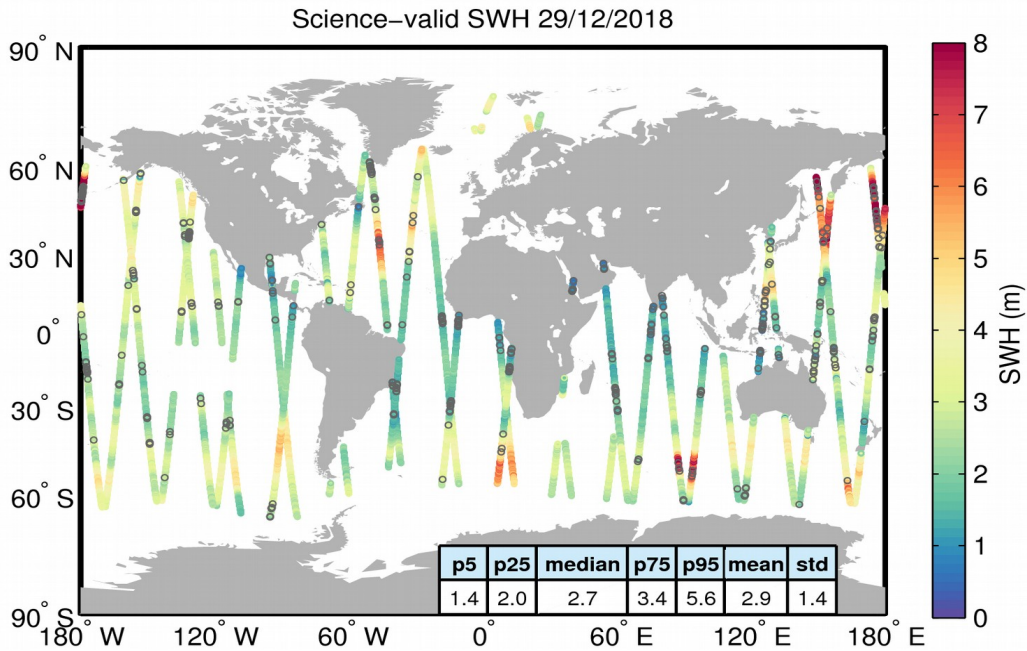 Science−valid SWH 29/12/2018
90° N
60° N
30° N
0°
30° S
60° S
90° S
180° W
120° W
60° W
0°
60° E
120° E
180° E
p5 p25 median p75 p95 mean std
1.4 2.0 2.7 3.4 5.6 2.9 1.4
8
7
6
5
4
3
2
1
0
SWH (m)